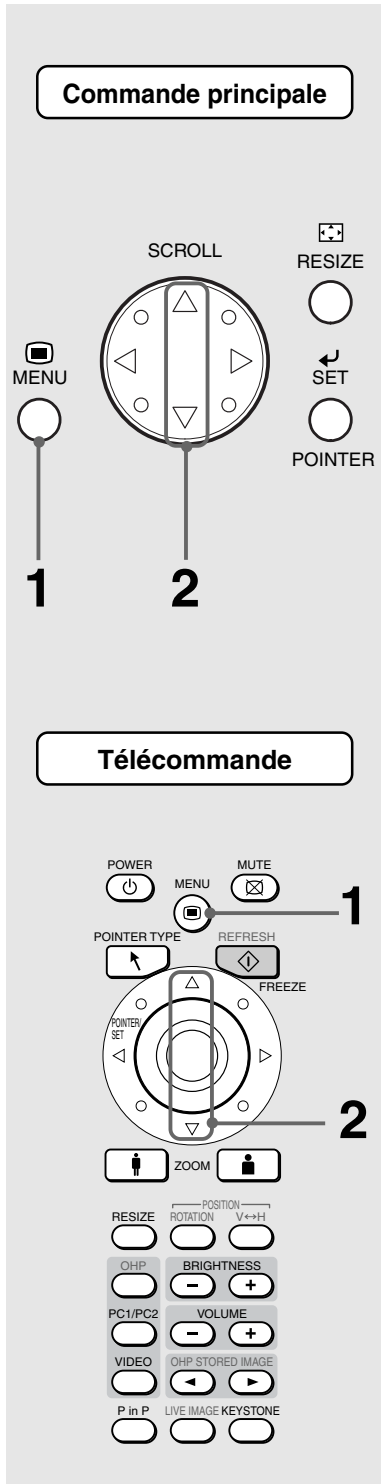 Commande principale
SCROLL
RESIZE
MENU
SET
POINTER
1
2
Télécommande
POWER
MENU
MUTE
1
POINTER TYPE
REFRESH
FREEZE
POINTER/
SET
2
ZOOM
POSITION
RESIZE
ROTATION
V↔H
OHP
BRIGHTNESS
− +
PC1/PC2
VOLUME
− +
VIDEO
OHP STORED IMAGE
P in P
LIVE IMAGE
KEYSTONE